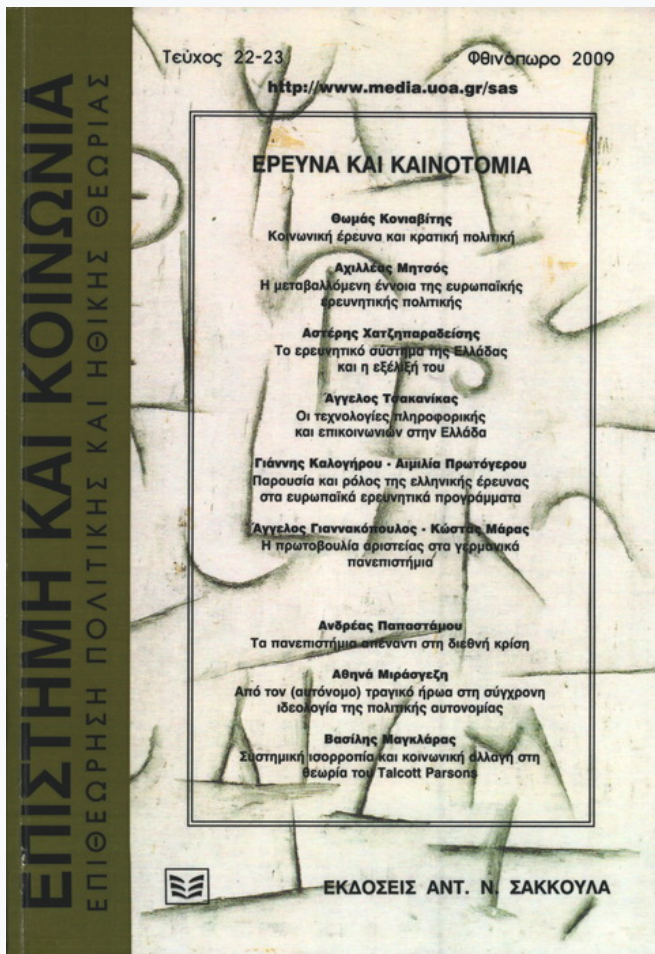 ΕΠΙΣΤΗΜΗ ΚΑΙ ΚΟΙΝΩΝΙΑ
ΕΠΙΘΕΩΡΗΣΗ ΠΟΛΙΤΙΚΗΣ ΚΑΙ ΗΘΙΚΗΣ ΘΕΩΡΙΑΣ
Τεύχος 22-23
Φθινόπωρο 2009
http://www.media.uoa.gr/sas
ΕΡΕΥΝΑ ΚΑΙ ΚΑΙΝΟΤΟΜΙΑ
Θωμάς Κονιαβίτης
Κοινωνική έρευνα και κρατική πολιτική
Αχιλλέας Μητσός
Η μεταβαλλόμενη έννοια της ευρωπαϊκής
ερευνητικής πολιτικής
Αστέρης Χατζηπαραδείσης
Το ερευνητικό σύστημα της Ελλάδας
και η εξέλιξή του
Άγγελος Τσακανίκας
Οι τεχνολογίες πληροφορικής
και επικοινωνιών στην Ελλάδα
Γιάννης Καλογήρου - Αιμιλία Πρωτόγερου
Παρουσία και ρόλος της ελληνικής έρευνας
στα ευρωπαϊκά ερευνητικά προγράμματα
Άγγελος Γιαννακόπουλος - Κώστας Μάρας
Η πρωτοβουλία αριστείας στα γερμανικά
πανεπιστήμια
Ανδρέας Παπαστάμου
Τα πανεπιστήμια απέναντι στη διεθνή κρίση
Αθηνά Μιράσγεζη
Από τον (αυτόνομο) τραγικό ήρωα στη σύγχρονη
ιδεολογία της πολιτικής αυτονομίας
Βασίλης Μαγκλάρας
Συστημική ισορροπία και κοινωνική αλλαγή στη
θεωρία του Talcott Parsons
ΕΚΔΟΣΕΙΣ ΑΝΤ. Ν. ΣΑΚΚΟΥΛΑ